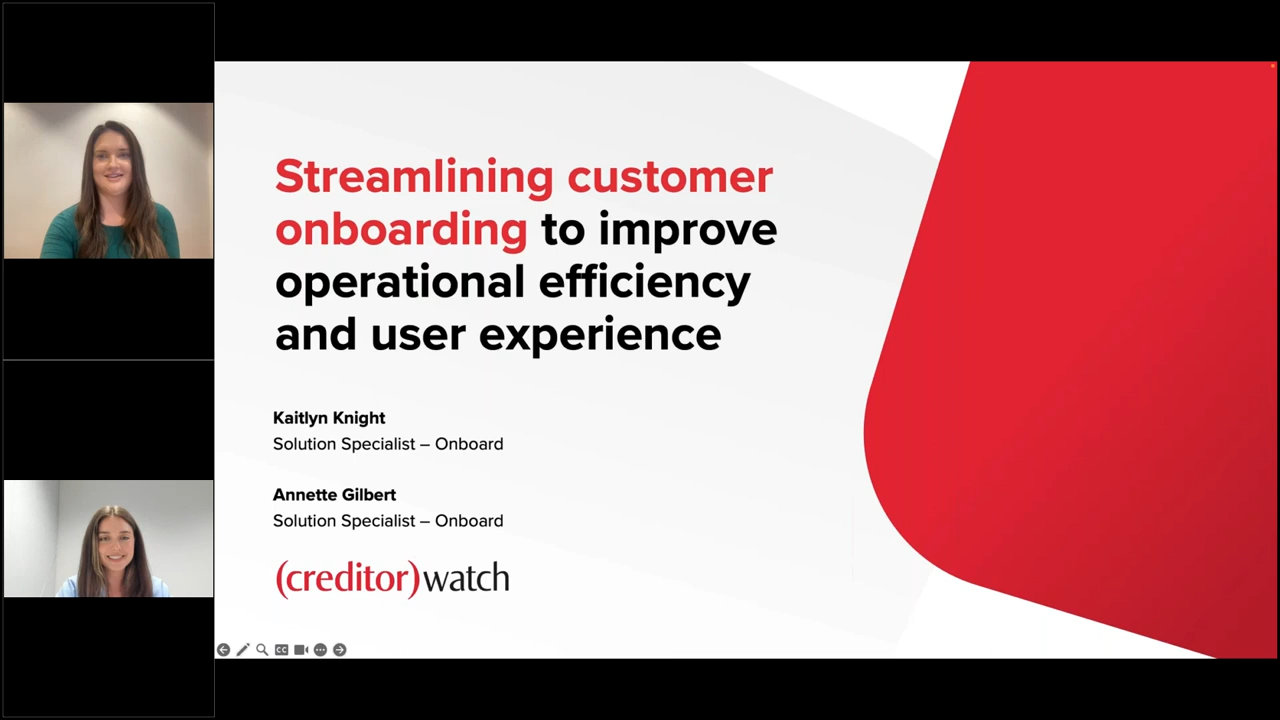 Streamlining customer
onboarding to improve
operational efficiency
and user experience
Kaitlyn Knight
Solution Specialist – Onboard
Annette Gilbert
Solution Specialist – Onboard
(creditor)watch
CC